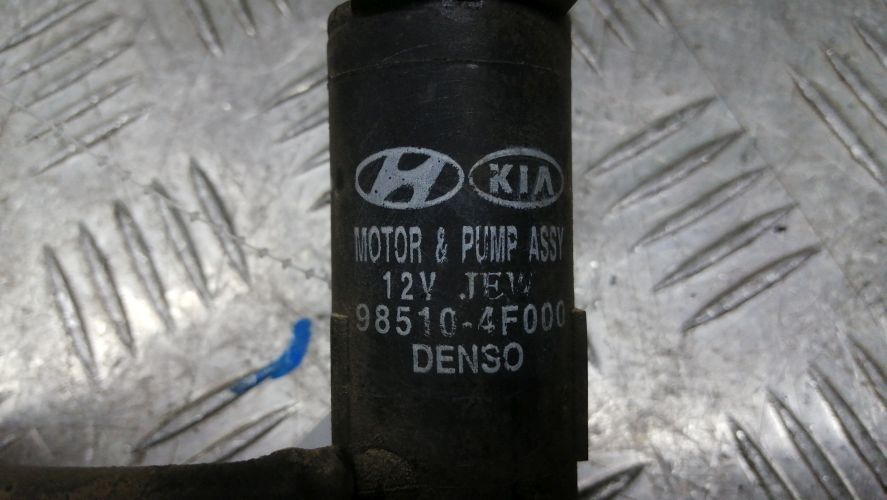 KIA
MOTOR & PUMP ASSY
12V JEW
98510-4F000
DENSO